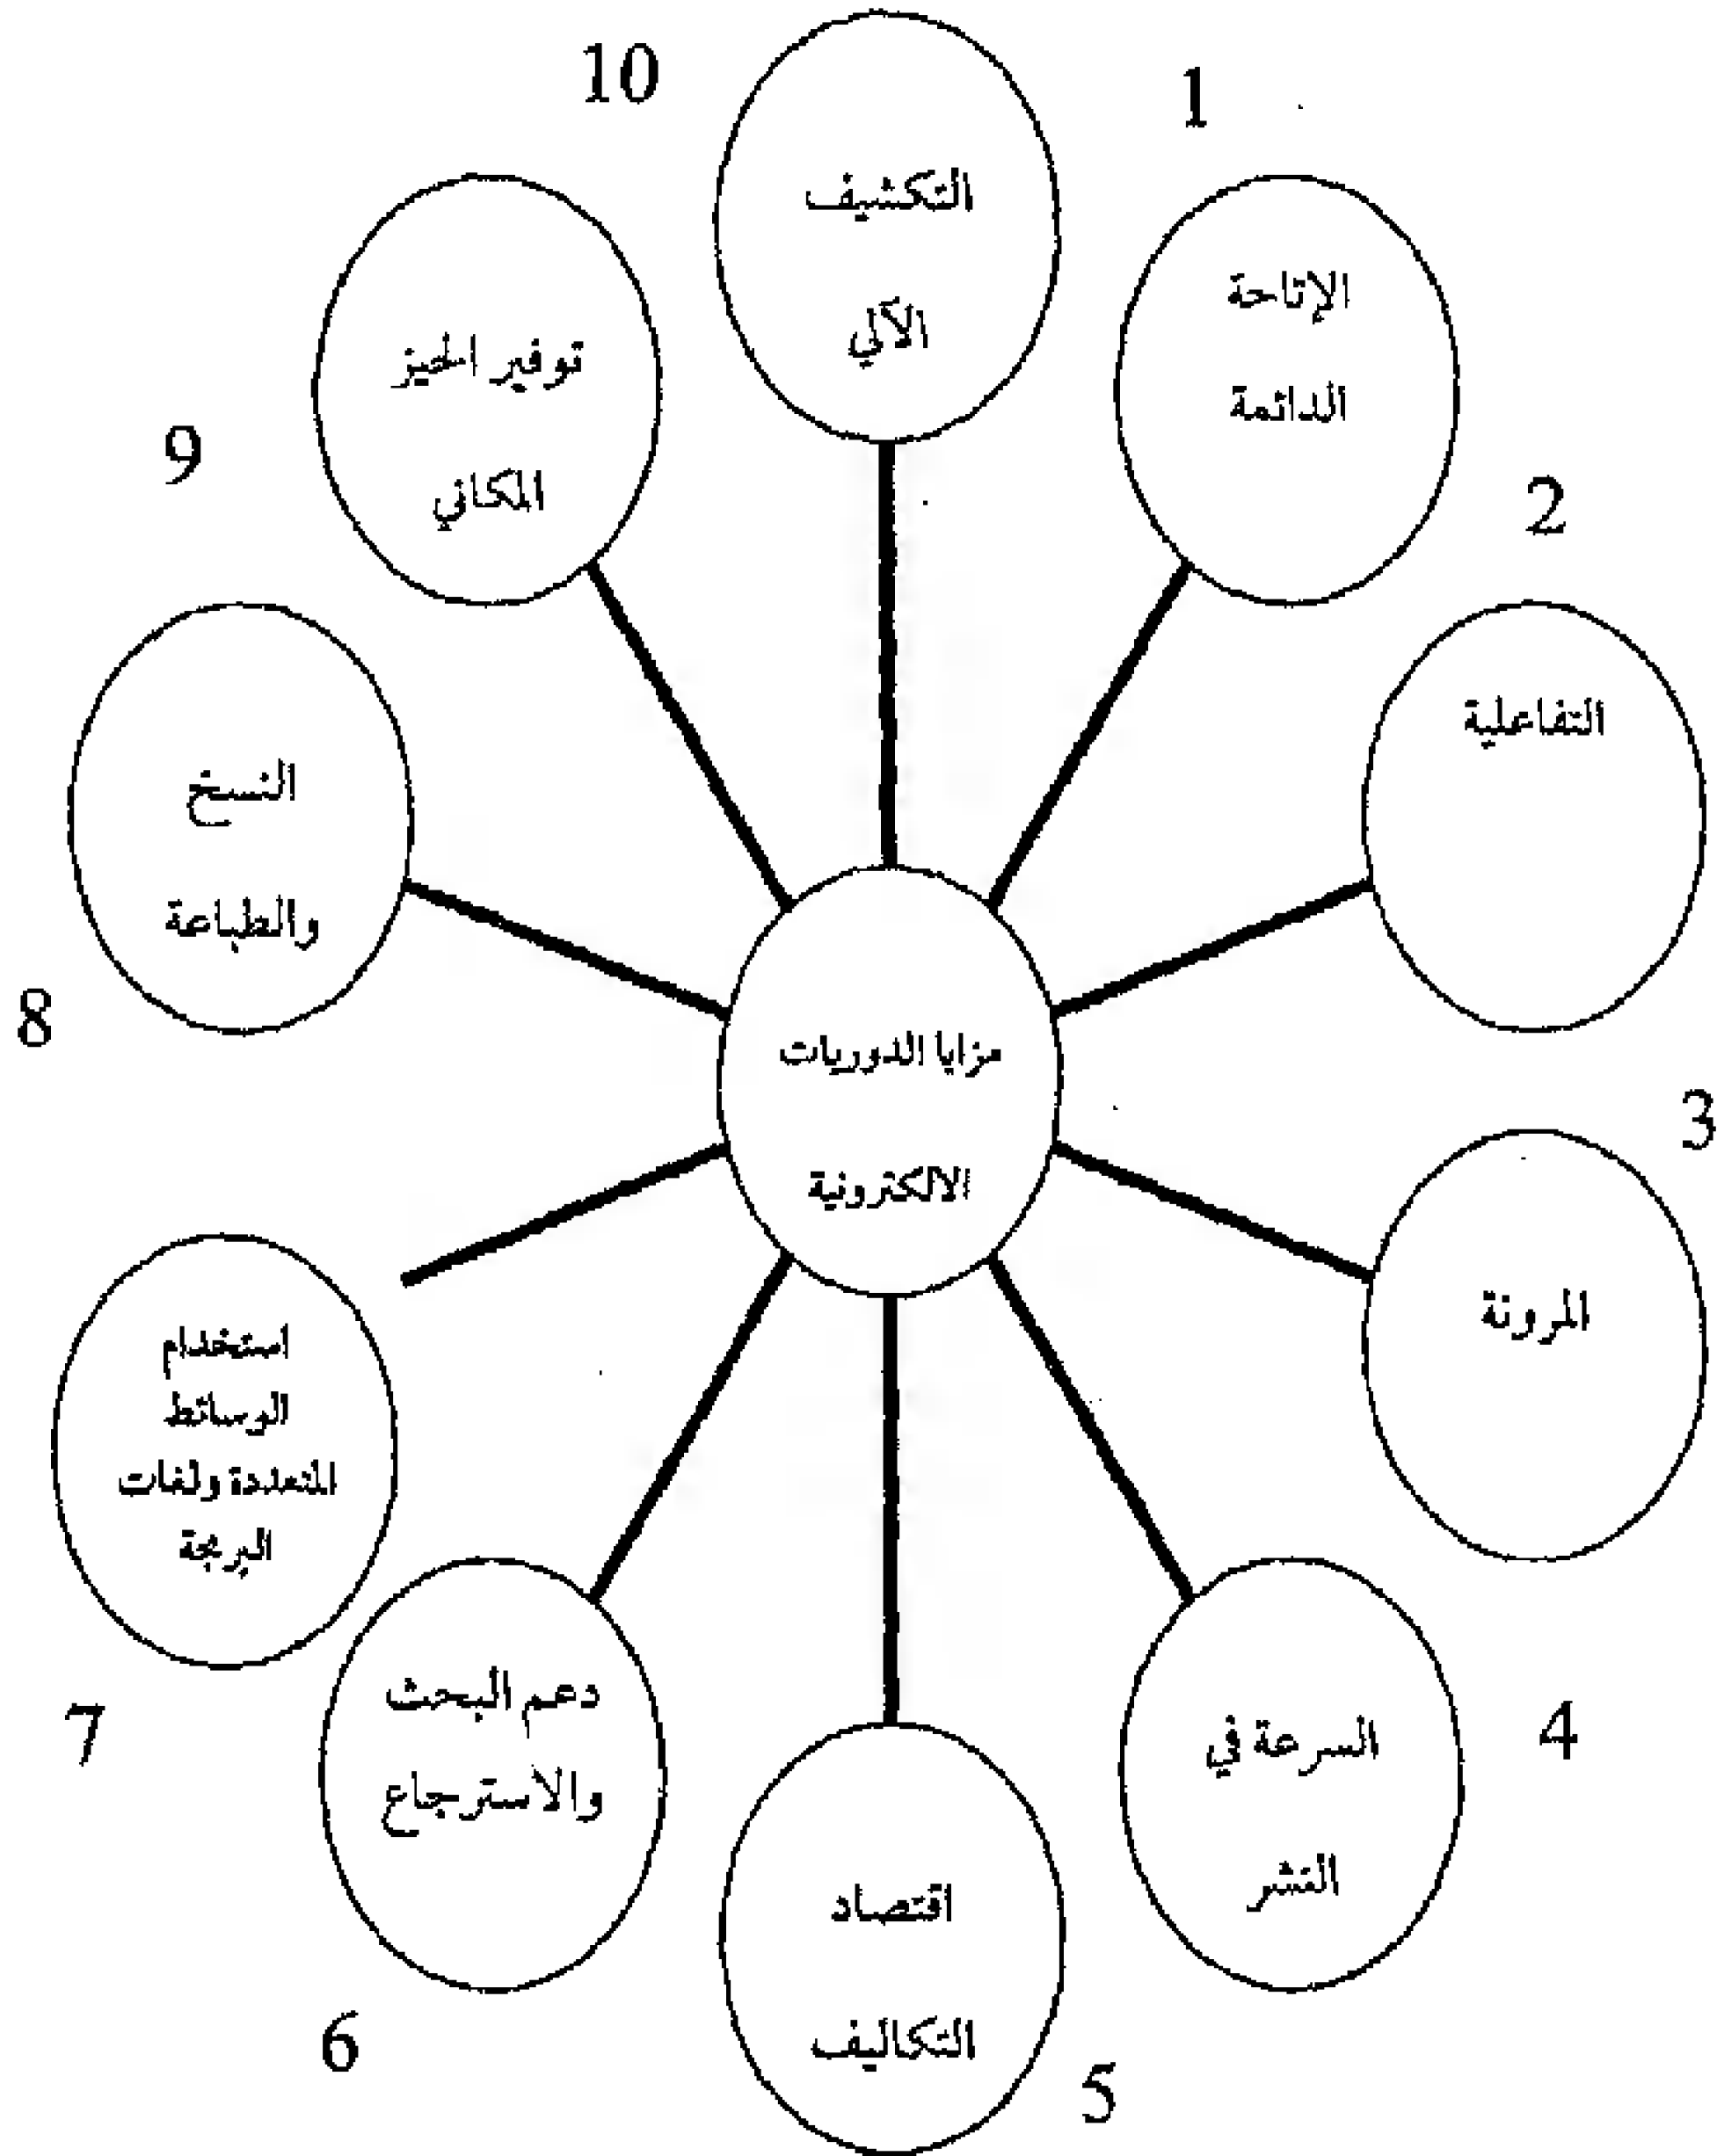 10
التكشيف
الآلي
1
الإتاحة
الدائمة
2
التفاعلية
3
المرونة
4
السرعة في
النشر
5
اقتصاد
التكاليف
6
دعم البحث
والاسترجاع
7
استخدام
الوسائط
المتعددة ولغات
البرمجة
8
النسخ
والطباعة
9
توفير الحيز
المكاني
مزايا الدوريات
الالكترونية